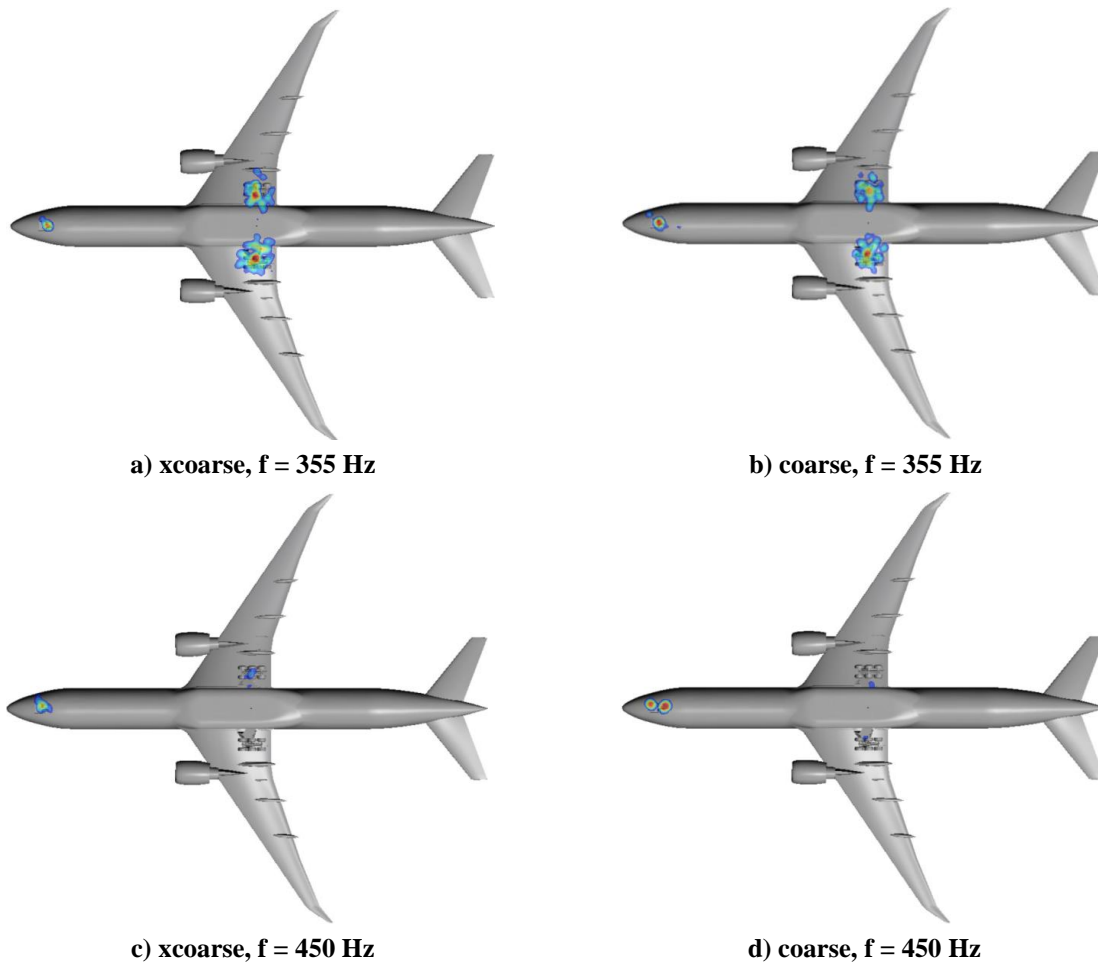 a) xcoarse, f = 355 Hz
b) coarse, f = 355 Hz
c) xcoarse, f = 450 Hz
d) coarse, f = 450 Hz